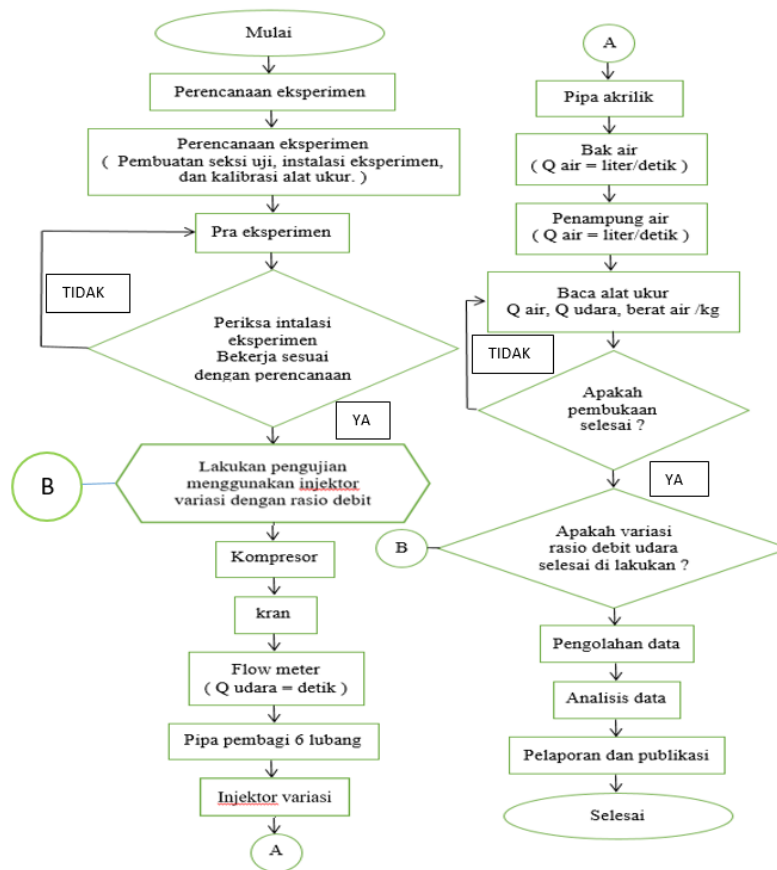 Mulai
Perencanaan eksperimen
Perencanaan eksperimen
( Pembuatan seksi uji, instalasi eksperimen,
dan kalibrasi alat ukur. )
Pra eksperimen
TIDAK
Periksa intalasi
eksperimen
Bekerja sesuai
dengan perencanaan
YA
B
Lakukan pengujian
menggunakan injektor
variasi dengan rasio debit
Kompresor
kran
Flow meter
( Q udara = detik )
Pipa pembagi 6 lubang
Injektor variasi
A
A
Pipa akrilik
Bak air
( Q air = liter/detik )
Penampung air
( Q air = liter/detik )
Baca alat ukur
Q air, Q udara, berat air /kg
TIDAK
Apakah
pembukaan
selesai ?
YA
B
Apakah variasi
rasio debit udara
selesai di lakukan ?
Pengolahan data
Analisis data
Pelaporan dan publikasi
Selesai